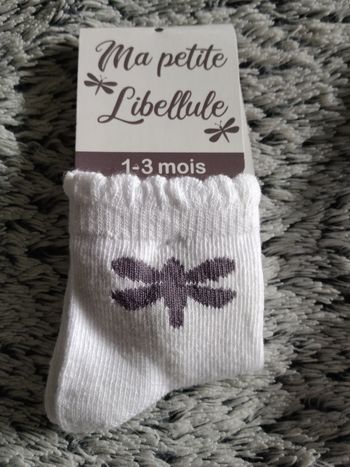 Ma petite
Libellule
1-3 mois